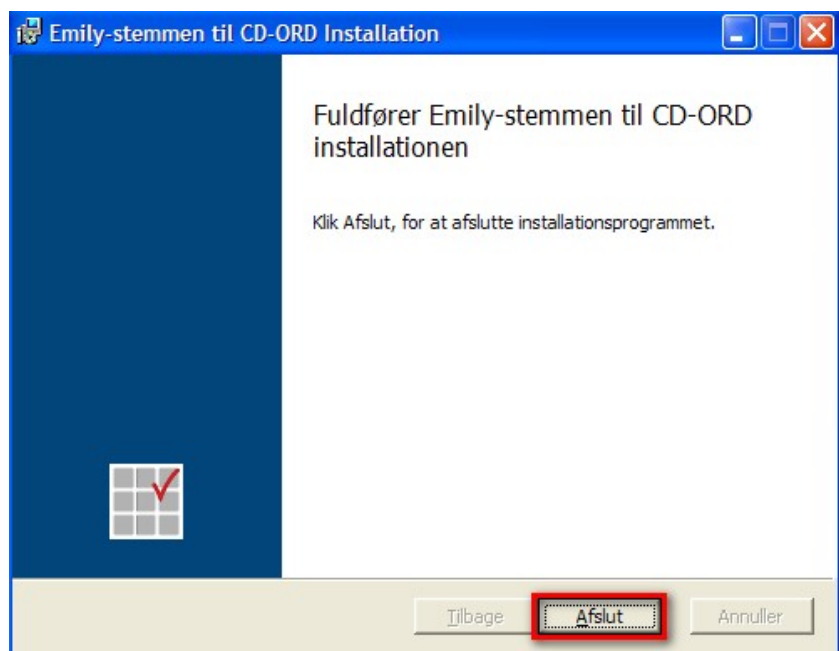 Emily-stemmen til CD-ORD Installation
Fuldfører Emily-stemmen til CD-ORD
installationen
Klik Afslut, for at afslutte installationsprogrammet.
Tilbage
Afslut
Annuller